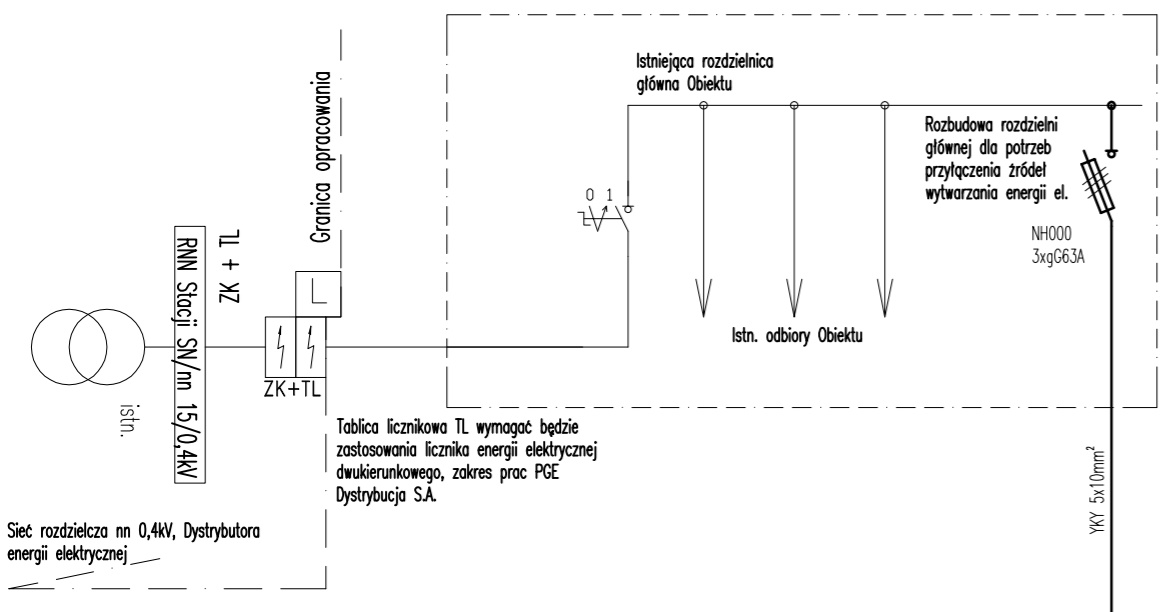 Istniejąca rozdzielnica
główna Obiektu
Granica opracowania
Rozbudowa rozdzielni
głównej dla potrzeb
przyłączenia źródeł
wytwarzania energii el.
0 1
NH000
3xgG63A
RNN Stacji SN/nn 15/0,4kV
ZK + TL
L
Istn. odbiory Obiektu
ZK+TL
istn.
Tablica licznikowa TL wymagać będzie
zastosowania licznika energii elektrycznej
dwukierunkowego, zakres prac PGE
Dystrybucja S.A.
YKY 5x10mm²
Sieć rozdzielcza nn 0,4kV, Dystrybutora
energii elektrycznej